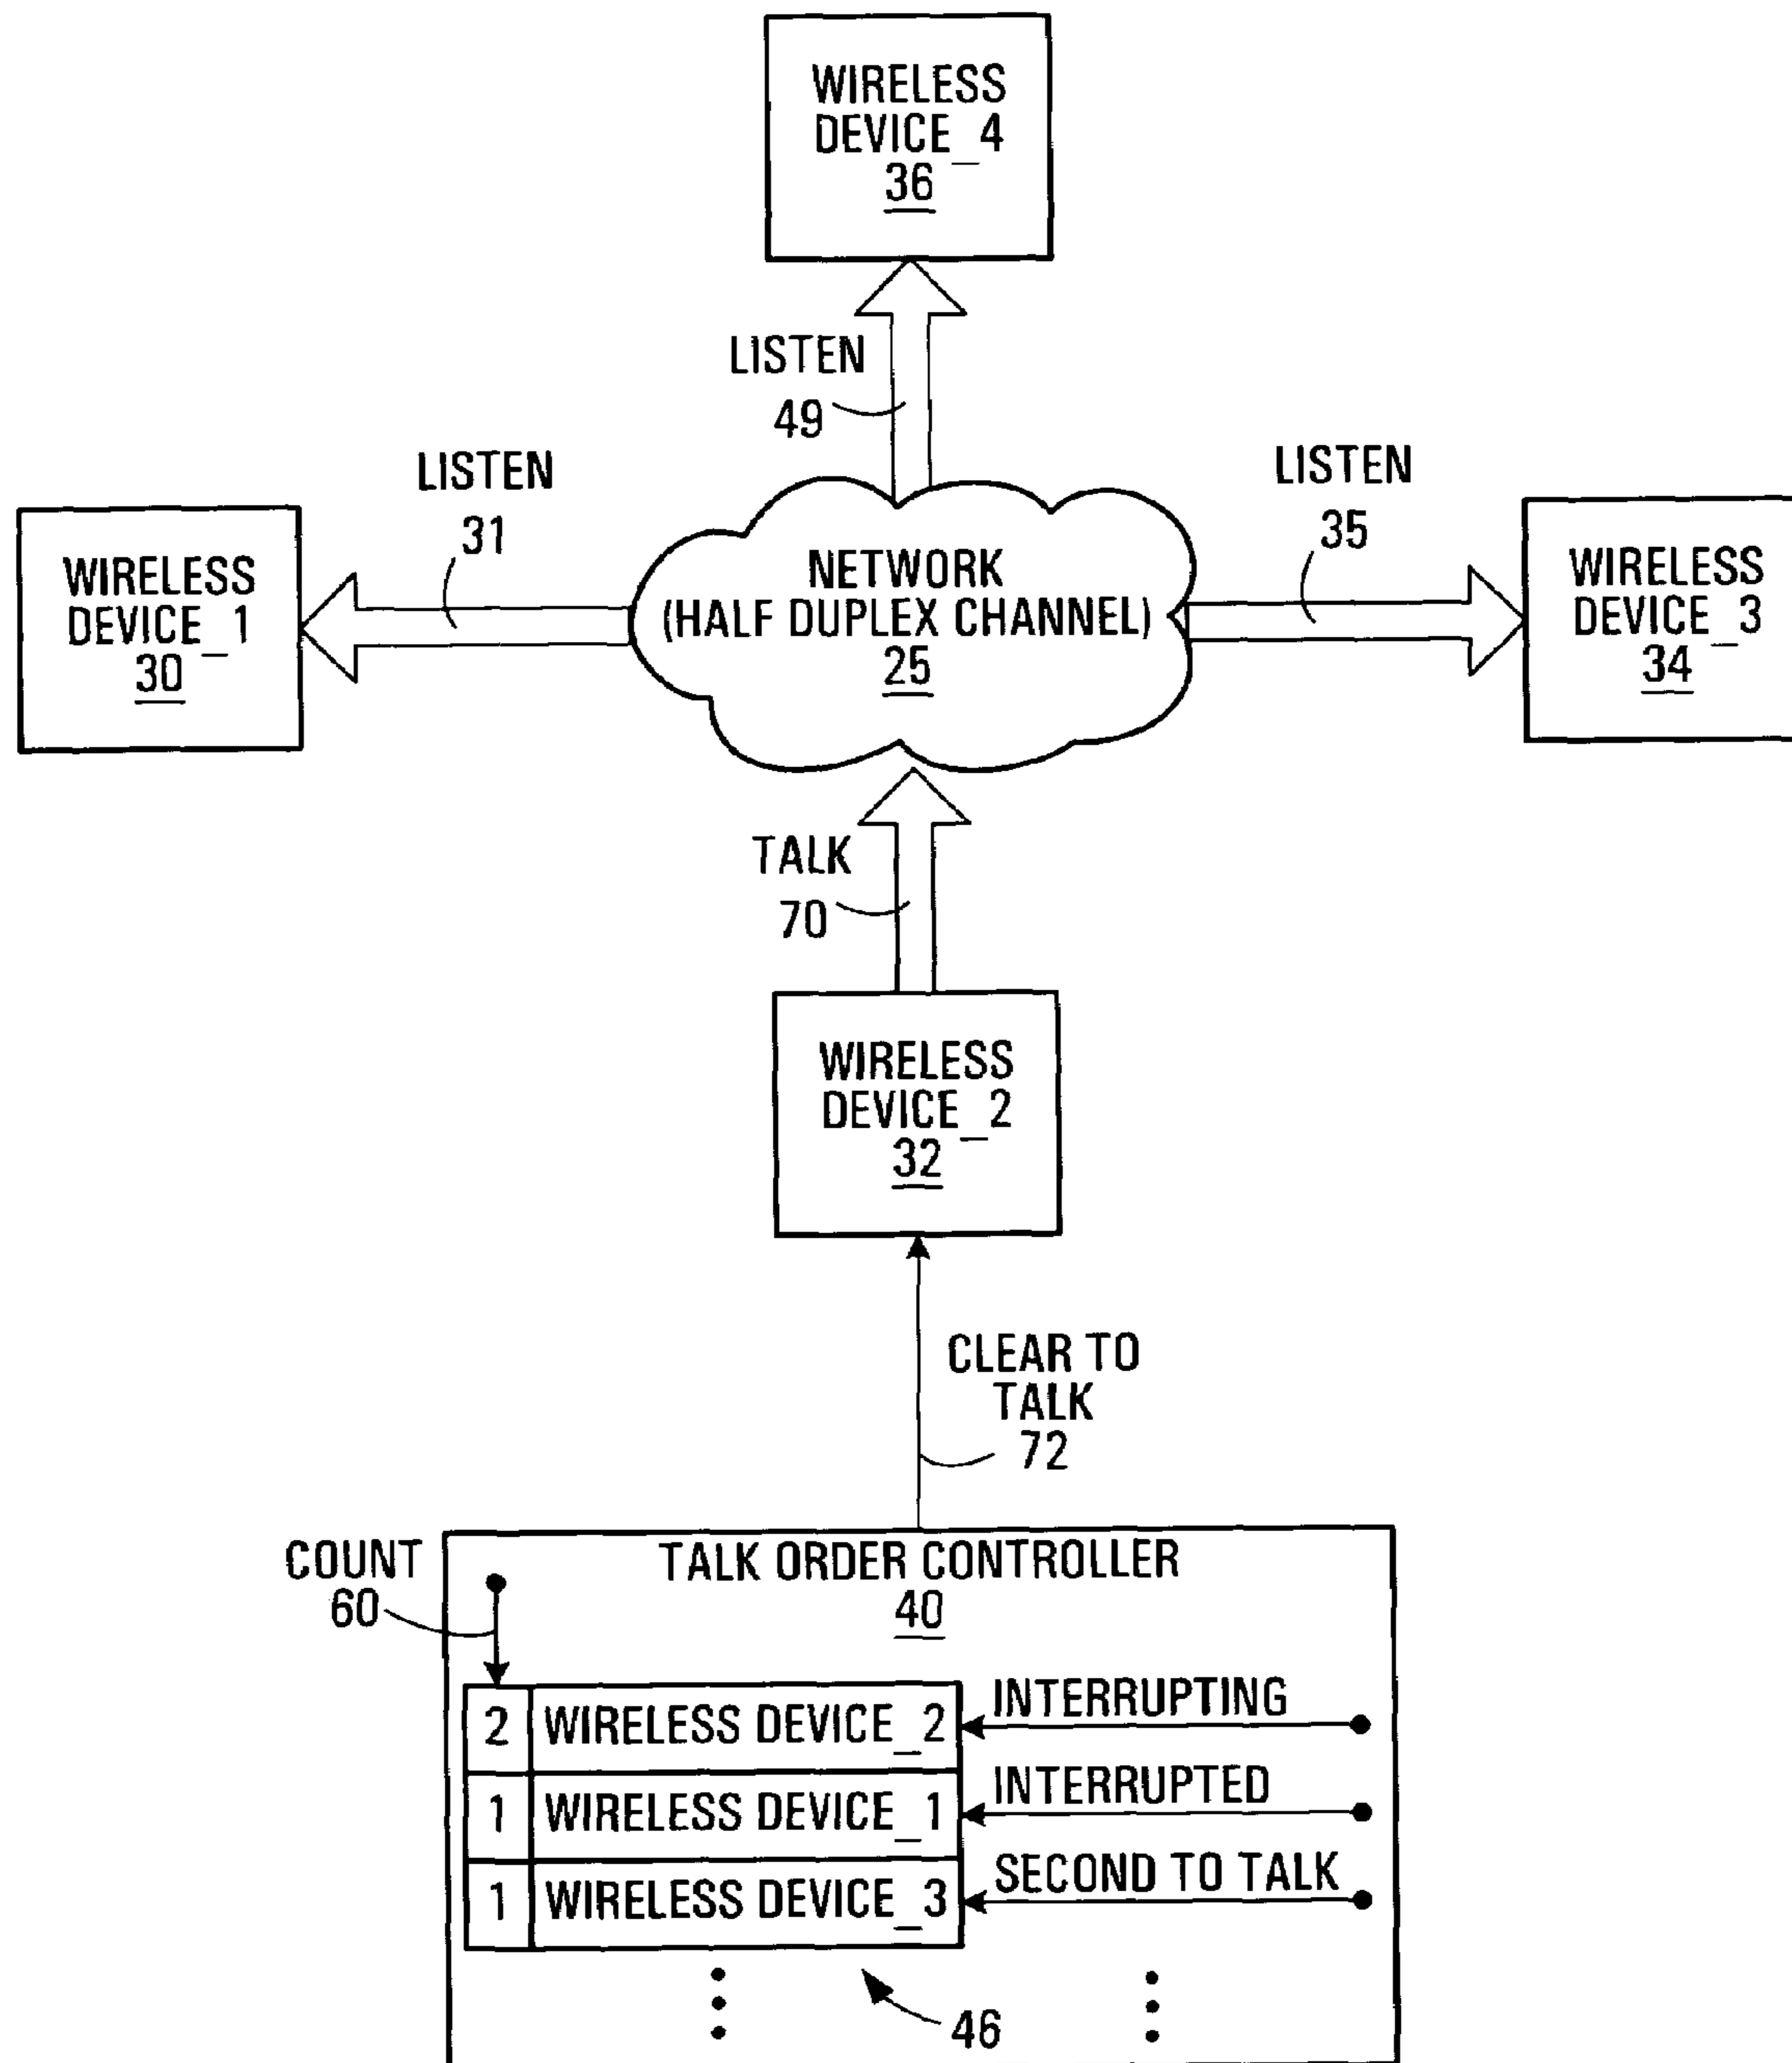 WIRELESS
DEVICE_4
36
LISTEN
49
LISTEN
31
LISTEN
35
WIRELESS
DEVICE_1
30
NETWORK
(HALF DUPLEX CHANNEL)
25
WIRELESS
DEVICE_3
34
TALK
70
WIRELESS
DEVICE_2
32
CLEAR TO
TALK
72
COUNT
60
TALK ORDER CONTROLLER
40
2 WIRELESS DEVICE_2 INTERRUPTING
1 WIRELESS DEVICE_1 INTERRUPTED
1 WIRELESS DEVICE_3 SECOND TO TALK
46